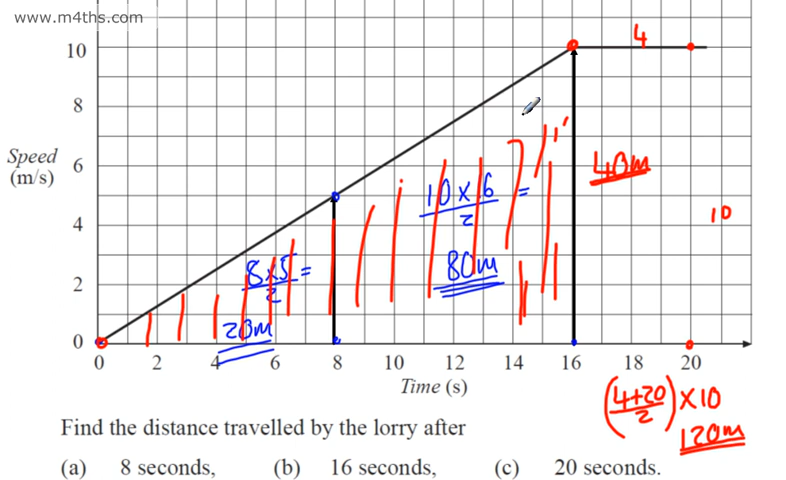 www.m4ths.com
4
10
8
Speed
(m/s)
6
4
2
0
40m
10 × 16 =
2
10
8×5 =
2
80m
20m
0 2 4 6 8 10 12 14 16 18 20
Time (s)
(4+20
2) × 10
120m
Find the distance travelled by the lorry after
(a) 8 seconds, (b) 16 seconds, (c) 20 seconds.